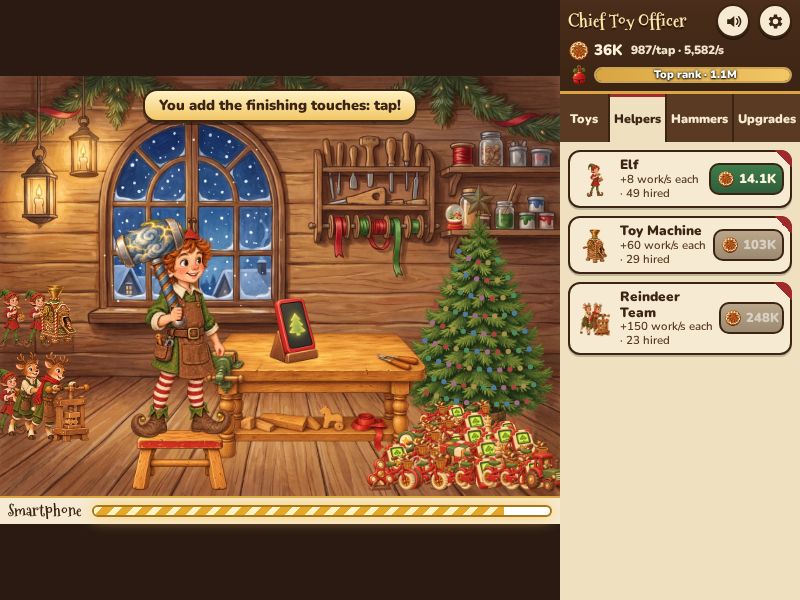 Chief Toy Officer
36K 987/tap · 5,582/s
Top rank · 1.1M
You add the finishing touches: tap!
Toys Helpers Hammers Upgrades
Elf
+8 work/s each
· 49 hired
14.1K
Toy Machine
+60 work/s each
· 29 hired
103K
Reindeer
Team
+150 work/s each
· 23 hired
248K
Smartphone